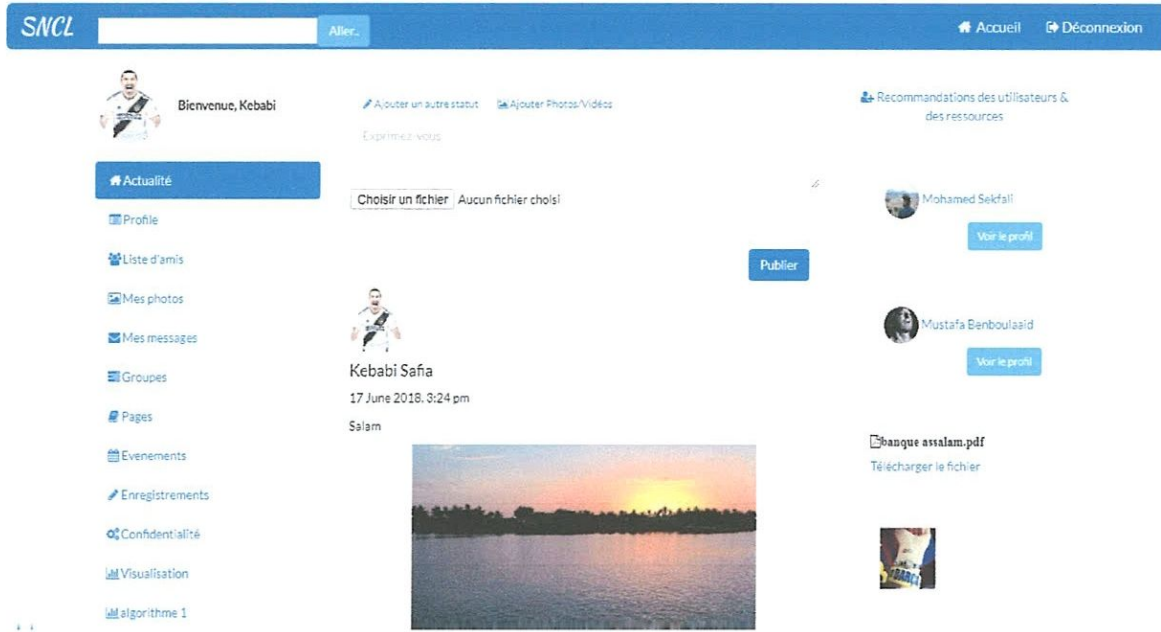 SNCL
Aller..
Accueil
Déconnexion
Bienvenue, Kebabi
Actualité
Profile
Liste d'amis
Mes photos
Mes messages
Groupes
Pages
Evenements
Enregistrements
Confidentialité
Visualisation
algorithme 1
Ajouter un autre statut
Ajouter Photos/Vidéos
Exprimez-vous
Choisir un fichier Aucun fichier choisi
Publier
Kebabi Safia
17 June 2018. 3:24 pm
Salam
Recommandations des utilisateurs &
des ressources
Mohamed Sekfali
Voir le profil
Mustafa Benboulaaid
Voir le profil
banque assalam.pdf
Télécharger le fichier